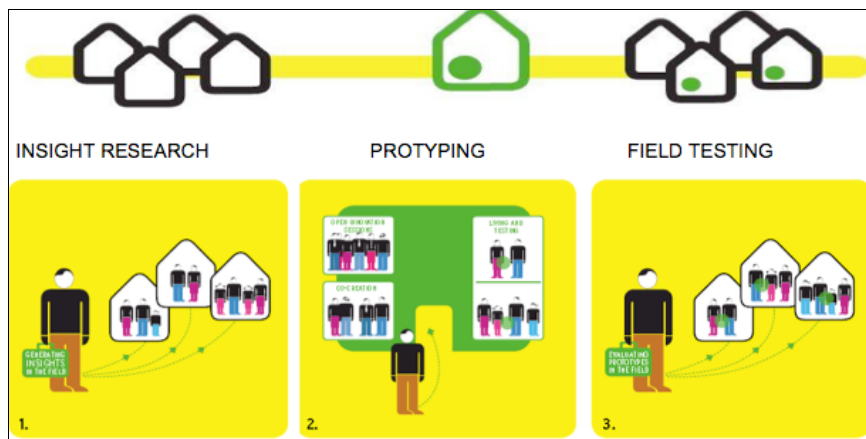 INSIGHT RESEARCH
PROTYPING
FIELD TESTING
GENERATING
INSIGHTS
IN THE FIELD
1.
OPEN INNOVATION
SESSIONS
CO-CREATION
LIVING AND
TESTING
2.
EVALUATING
PROTOTYPES
IN THE FIELD
3.